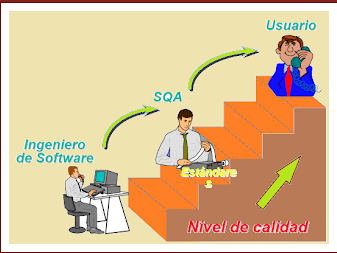 Usuario
SQA
Ingeniero
de Software
Estándare
s
Nivel de calidad